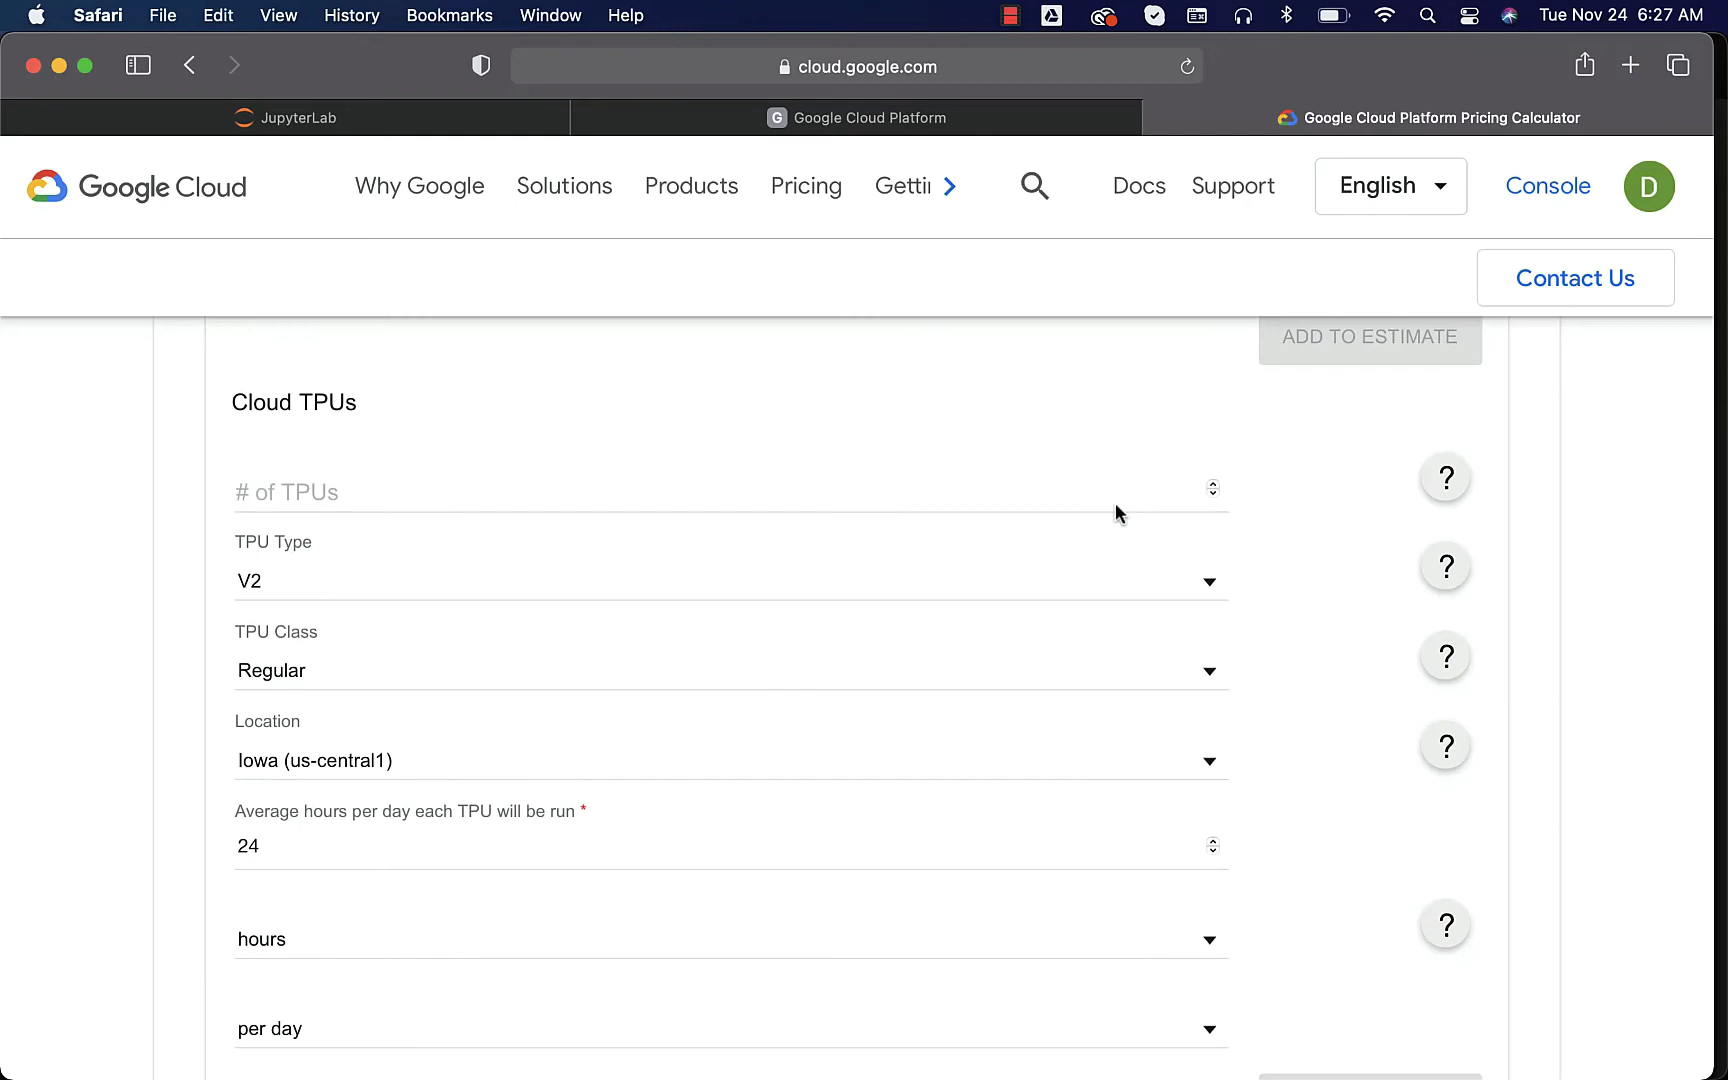 Safari File Edit View History Bookmarks Window Help Tue Nov 24 6:27 AM
cloud.google.com
JupyterLab G Google Cloud Platform Google Cloud Platform Pricing Calculator
Google Cloud Why Google Solutions Products Pricing Gettin Docs Support English Console D
Contact Us
ADD TO ESTIMATE
Cloud TPUs
# of TPUs ?
TPU Type
V2 ?
TPU Class
Regular ?
Location
Iowa (us-central1) ?
Average hours per day each TPU will be run *
24
hours ?
per day